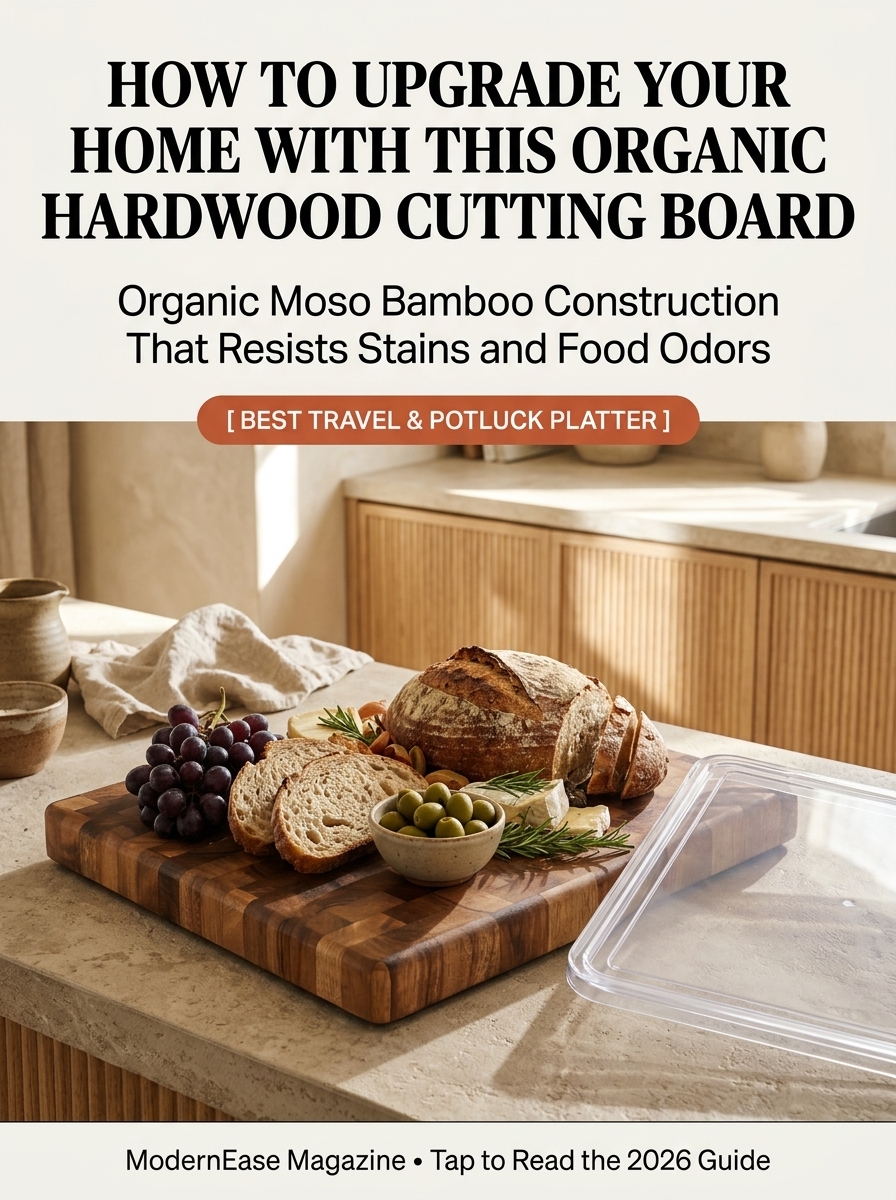 HOW TO UPGRADE YOUR
HOME WITH THIS ORGANIC
HARDWOOD CUTTING BOARD
Organic Moso Bamboo Construction
That Resists Stains and Food Odors
[ BEST TRAVEL & POTLUCK PLATTER ]
ModernEase Magazine • Tap to Read the 2026 Guide